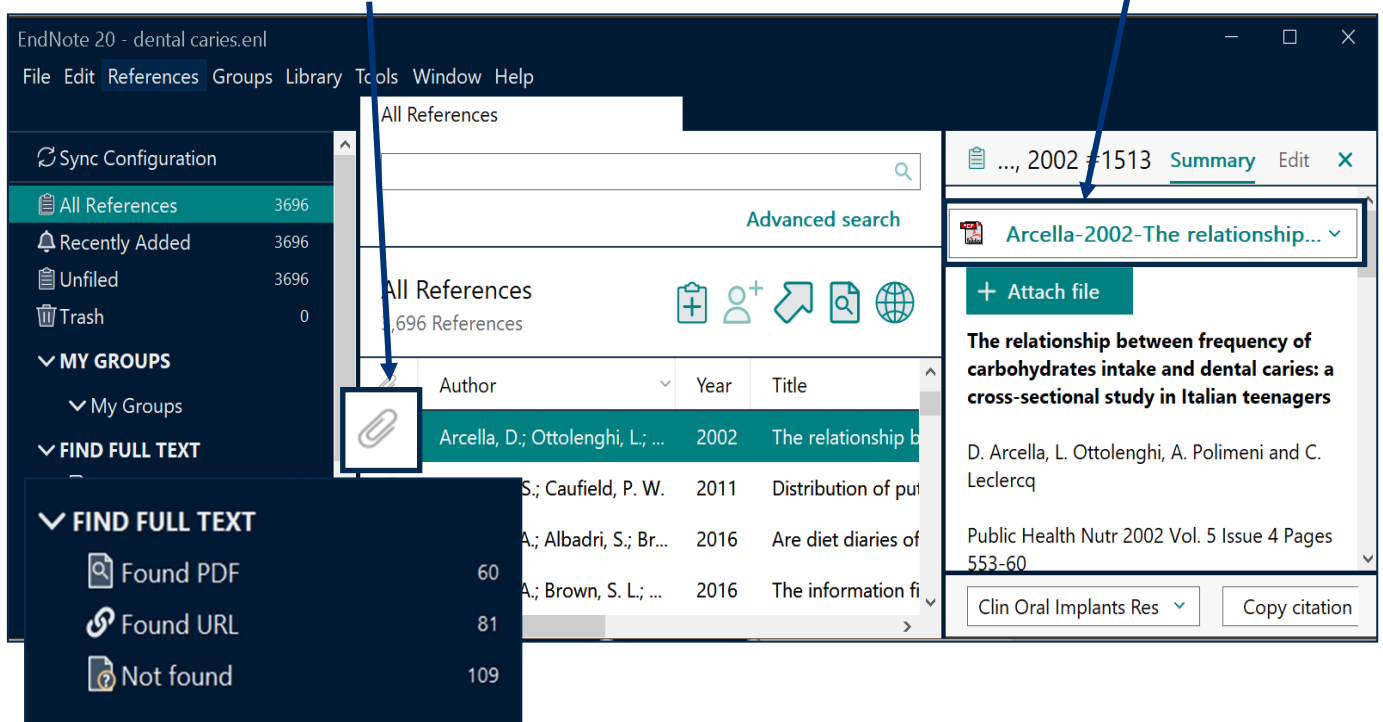 EndNote 20 - dental caries.enl
File Edit References Groups Library Tools Window Help
All References
Sync Configuration
All References 3696
Recently Added 3696
Unfiled 3696
Trash 0
MY GROUPS
My Groups
FIND FULL TEXT
FIND FULL TEXT
Found PDF 60
Found URL 81
Not found 109
Advanced search
All References
3,696 References
Author Year Title
Arcella, D.; Ottolenghi, L.; ... 2002 The relationship b
S.; Caufield, P. W. 2011 Distribution of put
A.; Albadri, S.; Br... 2016 Are diet diaries of
A.; Brown, S. L.; ... 2016 The information fi
..., 2002 #1513 Summary Edit
Arcella-2002-The relationship...
+ Attach file
The relationship between frequency of
carbohydrates intake and dental caries: a
cross-sectional study in Italian teenagers
D. Arcella, L. Ottolenghi, A. Polimeni and C.
Leclercq
Public Health Nutr 2002 Vol. 5 Issue 4 Pages
553-60
Clin Oral Implants Res Copy citation